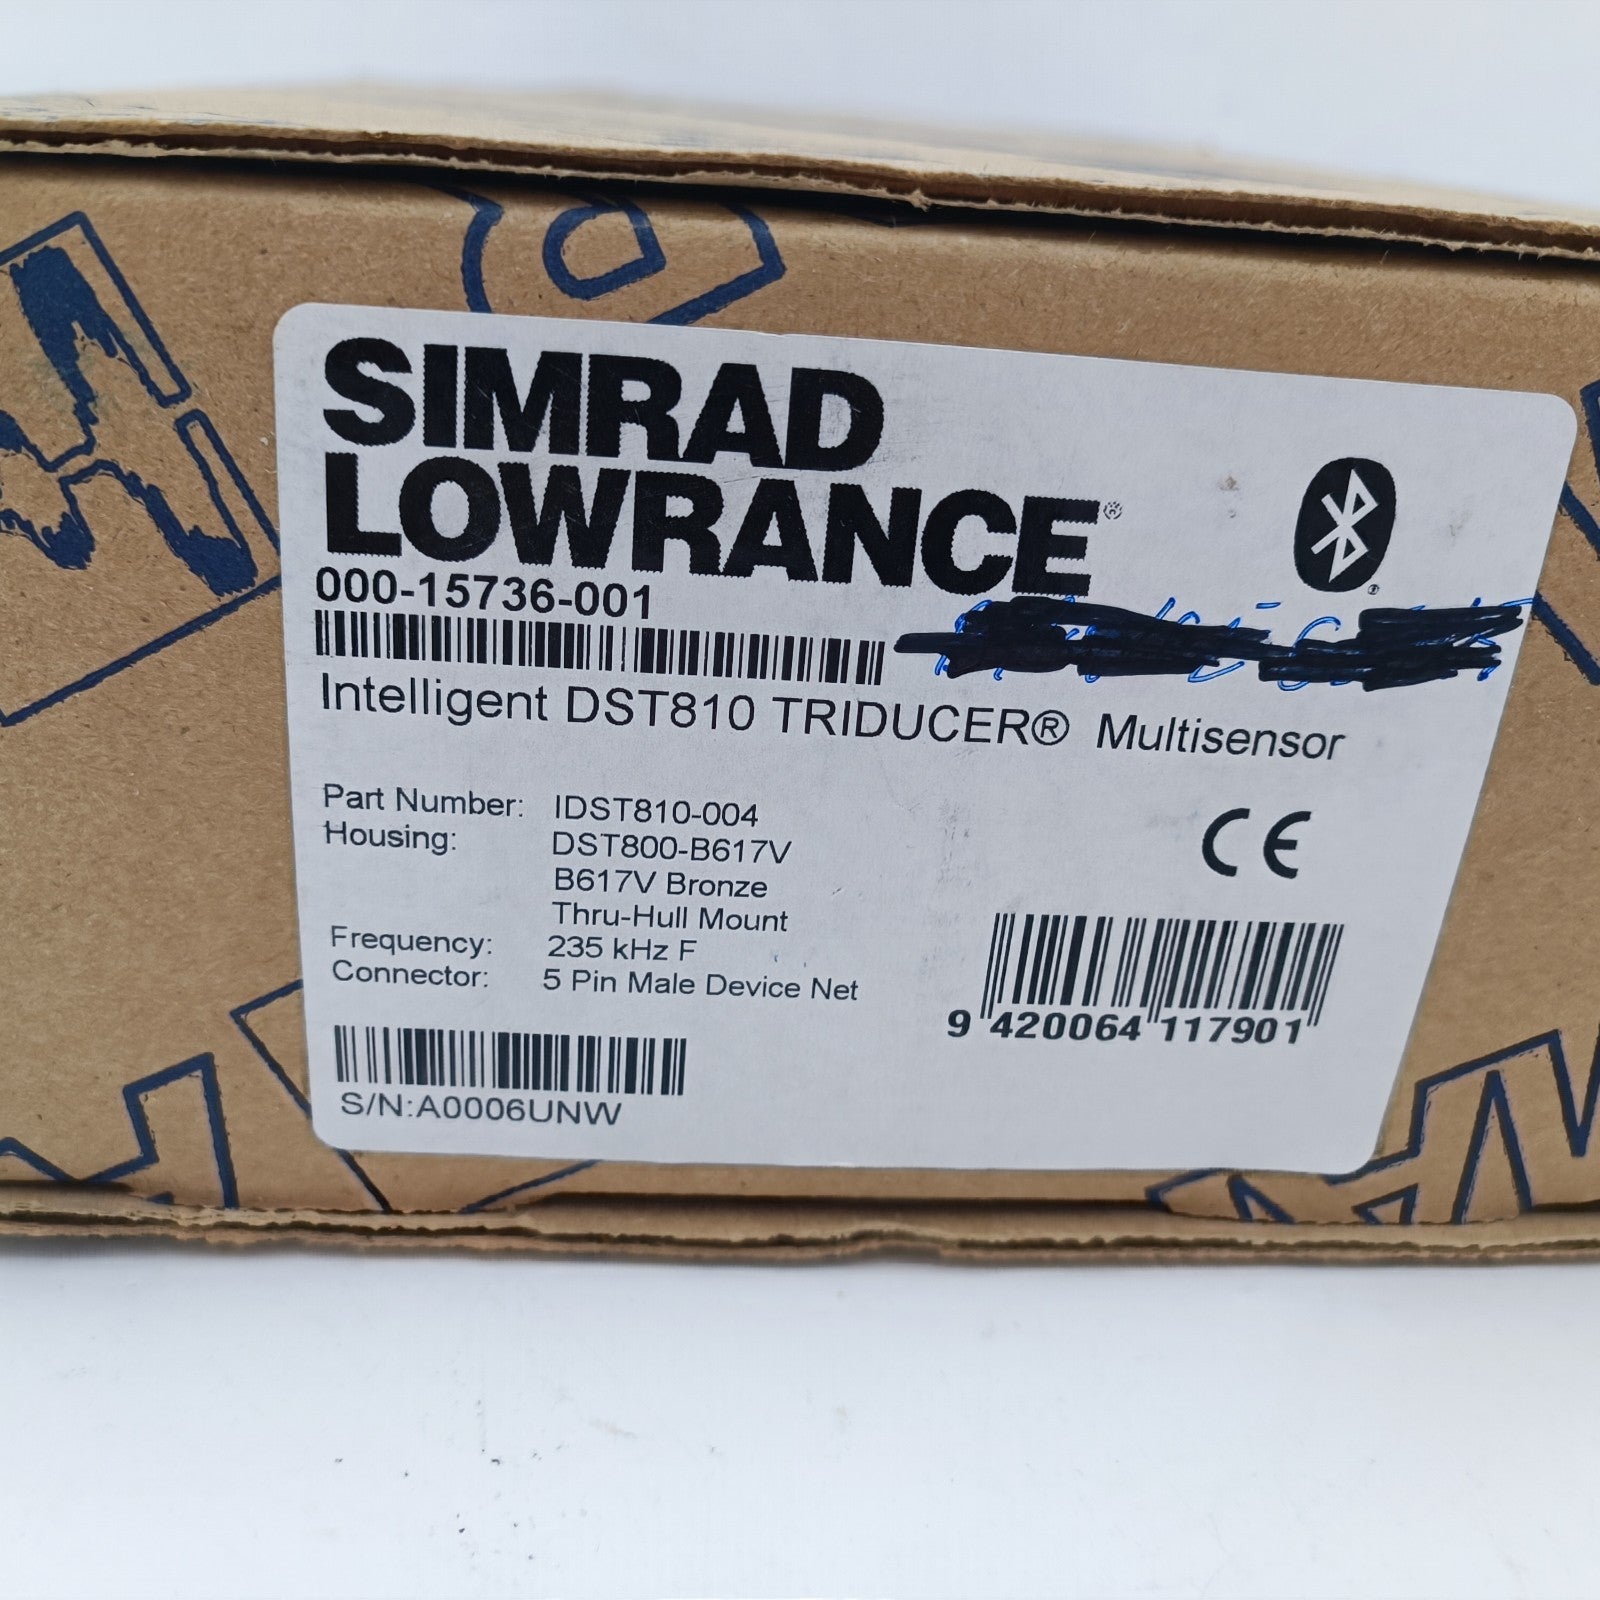 SIMRAD
LOWRANCE®
000-15736-001
Intelligent DST810 TRIDUCER® Multisensor
Part Number: IDST810-004
Housing: DST800-B617V
B617V Bronze
Thru-Hull Mount
Frequency: 235 kHz F
Connector: 5 Pin Male Device Net
CE
9 420064 117901
S/N:A0006UNW